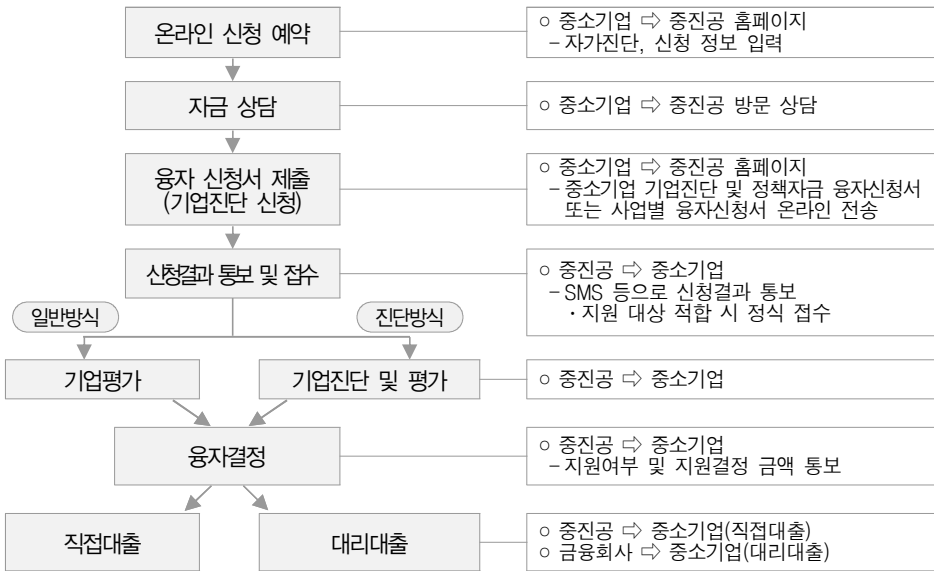 온라인 신청 예약
○ 중소기업 ⇨ 중진공 홈페이지
– 자가진단, 신청 정보 입력
자금 상담
○ 중소기업 ⇨ 중진공 방문 상담
융자 신청서 제출
(기업진단 신청)
○ 중소기업 ⇨ 중진공 홈페이지
– 중소기업 기업진단 및 정책자금 융자신청서
또는 사업별 융자신청서 온라인 전송
신청결과 통보 및 접수
○ 중진공 ⇨ 중소기업
– SMS 등으로 신청결과 통보
· 지원 대상 적합 시 정식 접수
일반방식
진단방식
기업평가
기업진단 및 평가
○ 중진공 ⇨ 중소기업
융자결정
○ 중진공 ⇨ 중소기업
– 지원여부 및 지원결정 금액 통보
직접대출
대리대출
○ 중진공 ⇨ 중소기업(직접대출)
○ 금융회사 ⇨ 중소기업(대리대출)